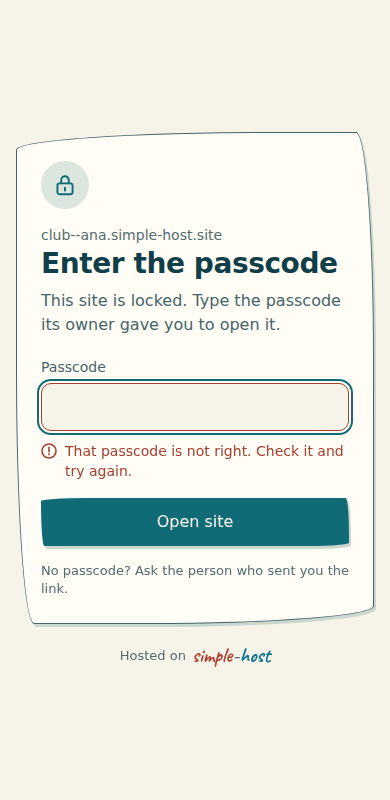 club--ana.simple-host.site
Enter the passcode
This site is locked. Type the passcode
its owner gave you to open it.
Passcode
That passcode is not right. Check it and
try again.
Open site
No passcode? Ask the person who sent you the
link.
Hosted on simple-host